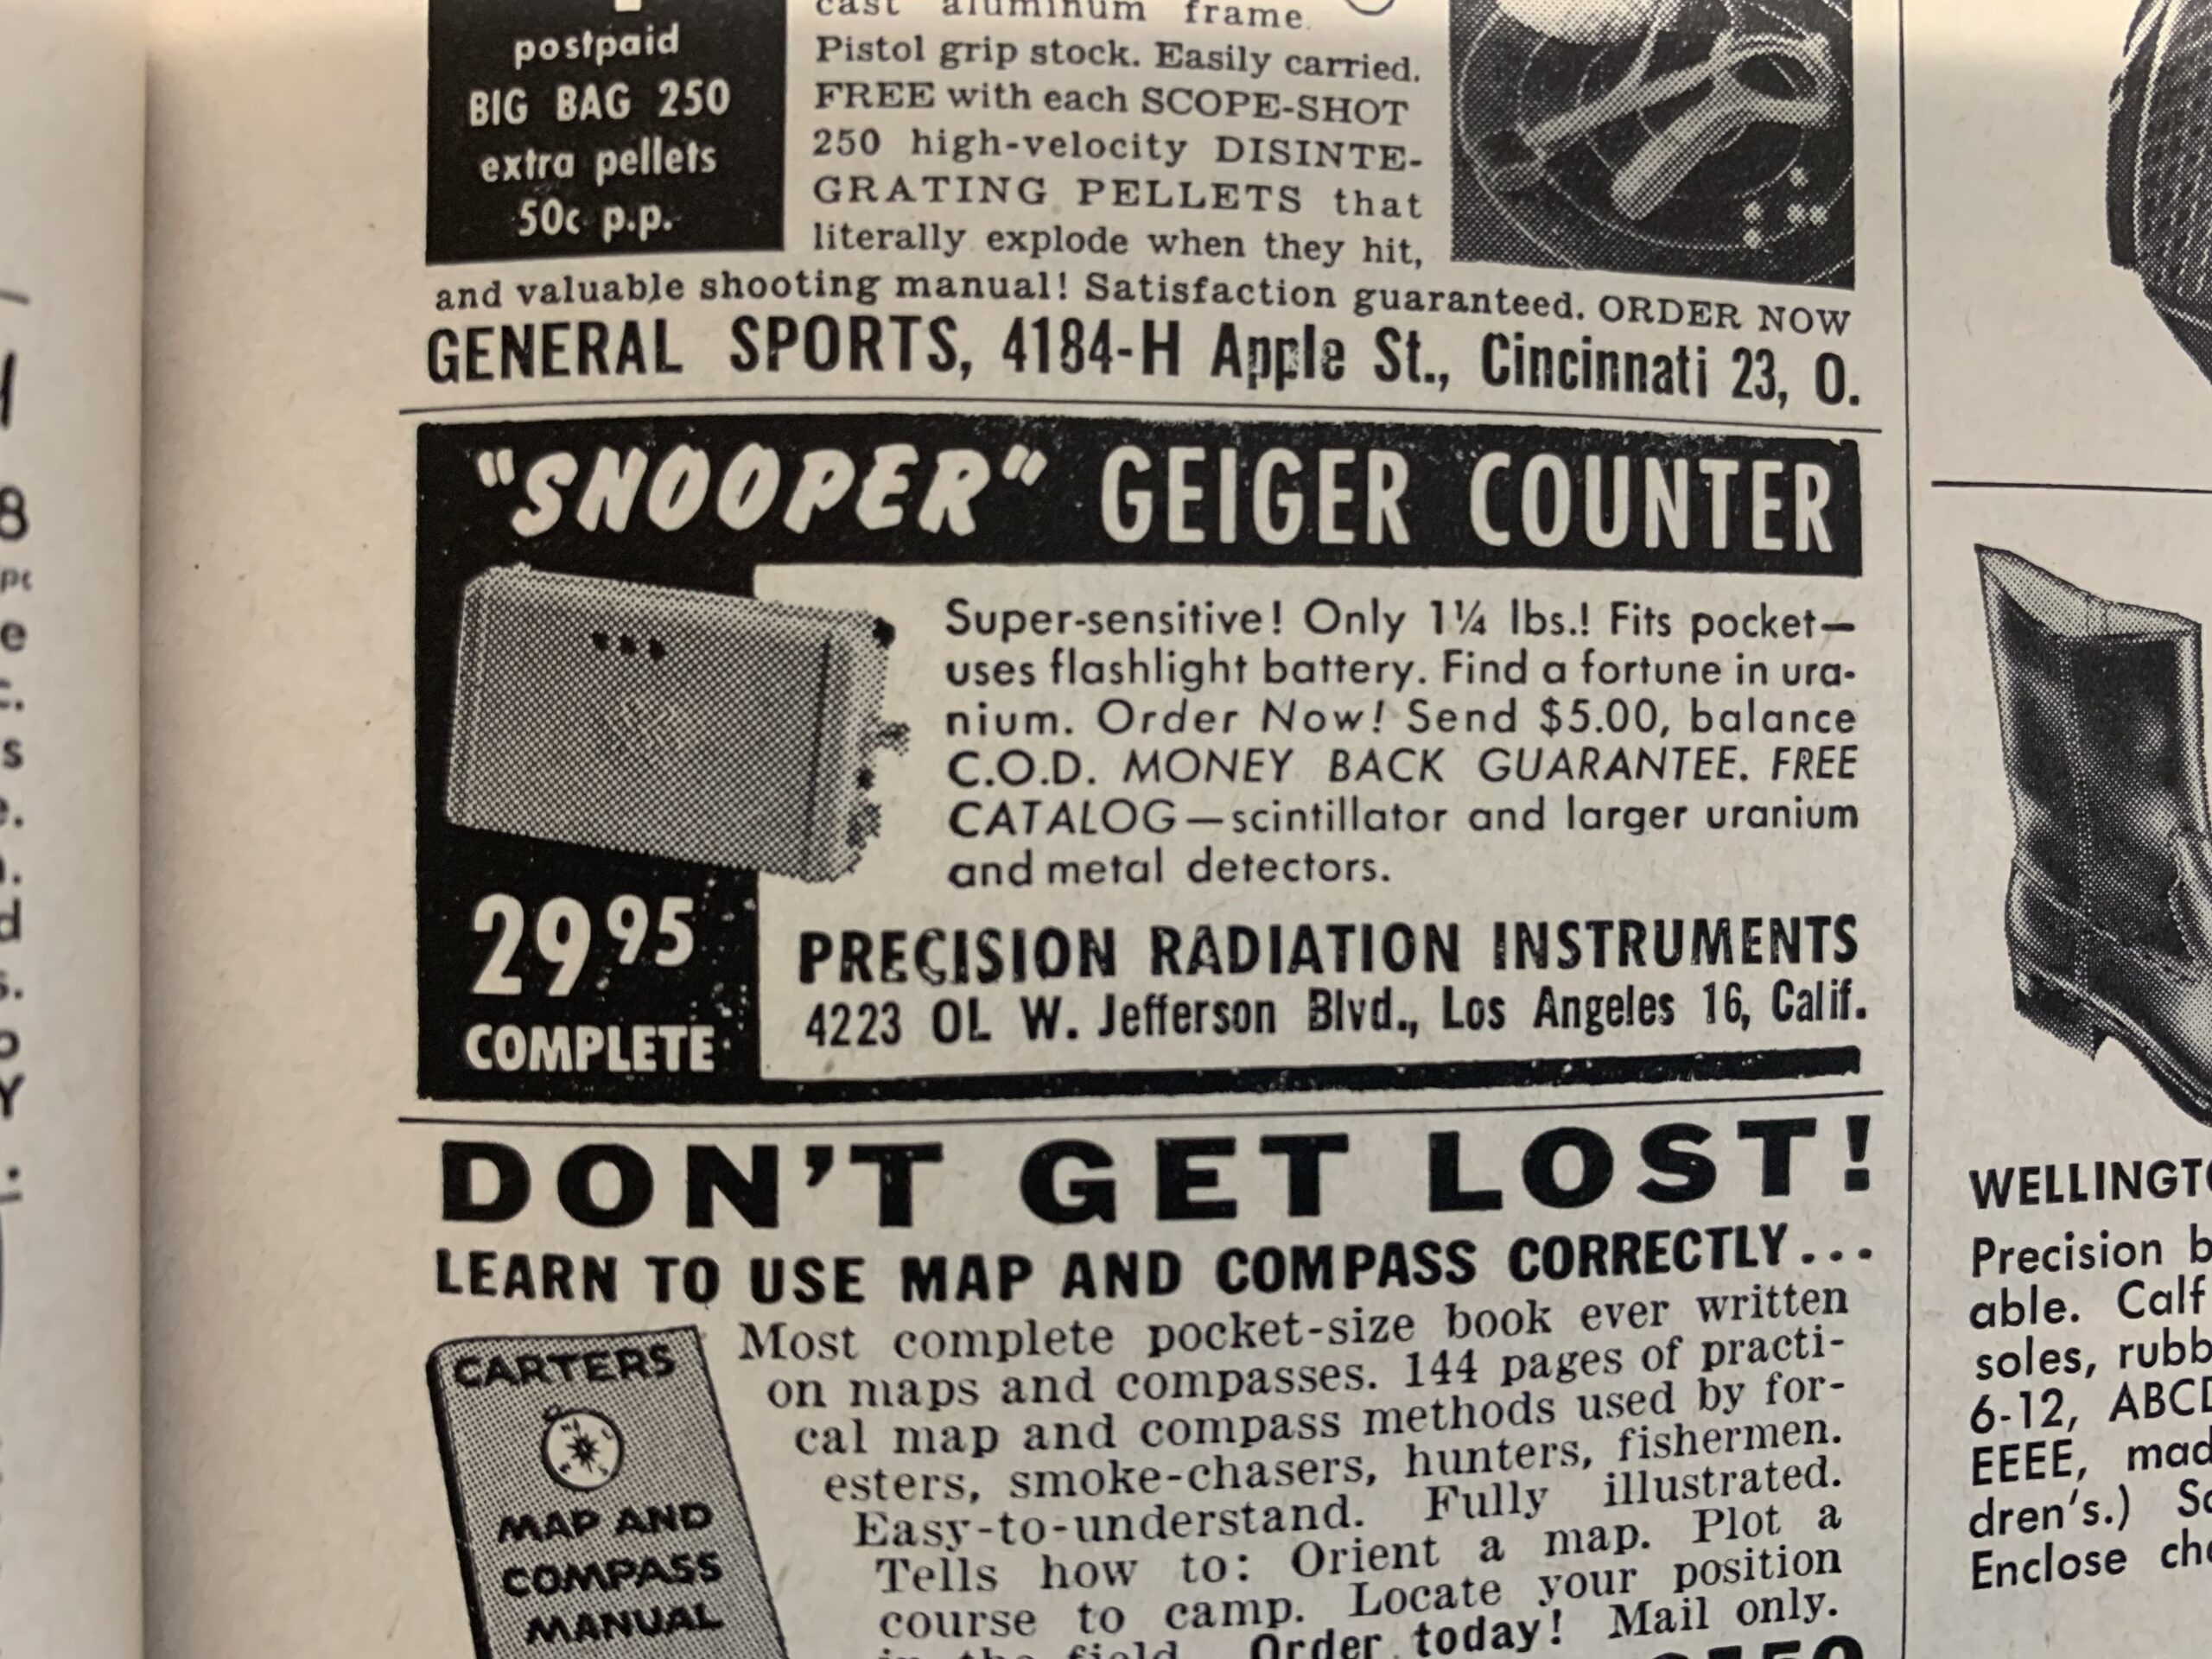 postpaid
BIG BAG 250
extra pellets
50c p.p.
cast aluminum frame.
Pistol grip stock. Easily carried.
FREE with each SCOPE-SHOT
250 high-velocity DISINTE-
GRATING PELLETS that
literally explode when they hit,
and valuable shooting manual! Satisfaction guaranteed. ORDER NOW
GENERAL SPORTS, 4184-H Apple St., Cincinnati 23, O.
"SNOOPER" GEIGER COUNTER
Super-sensitive! Only 1¼ lbs.! Fits pocket—
uses flashlight battery. Find a fortune in ura-
nium. Order Now! Send $5.00, balance
C.O.D. MONEY BACK GUARANTEE. FREE
CATALOG—scintillator and larger uranium
and metal detectors.
29 95
COMPLETE
PRECISION RADIATION INSTRUMENTS
4223 OL W. Jefferson Blvd., Los Angeles 16, Calif.
DON'T GET LOST!
LEARN TO USE MAP AND COMPASS CORRECTLY...
CARTERS
MAP AND
COMPASS
MANUAL
Most complete pocket-size book ever written
on maps and compasses. 144 pages of practi-
cal map and compass methods used by for-
esters, smoke-chasers, hunters, fishermen.
Easy-to-understand. Fully illustrated.
Tells how to: Orient a map. Plot a
course to camp. Locate your position
in the field. Order today! Mail only.
WELLINGTO
Precision b
able. Calf
soles, rubb
6-12, ABCD
EEEE, mad
dren's.) Sc
Enclose che